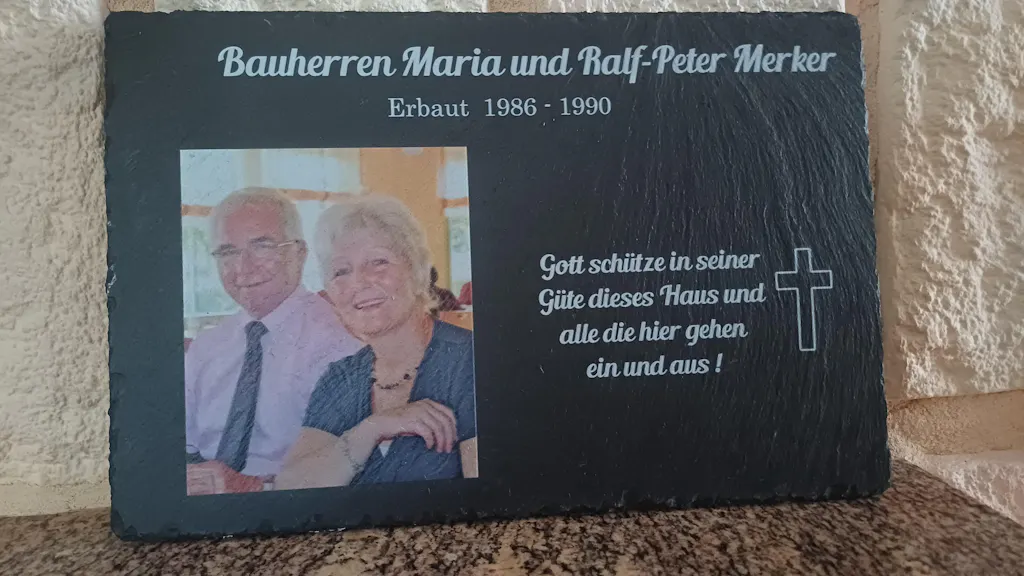 Bauherren Maria und Ralf-Peter Merker
Erbaut 1986 - 1990
Gott schütze in seiner
Güte dieses Haus und
alle die hier gehen
ein und aus !